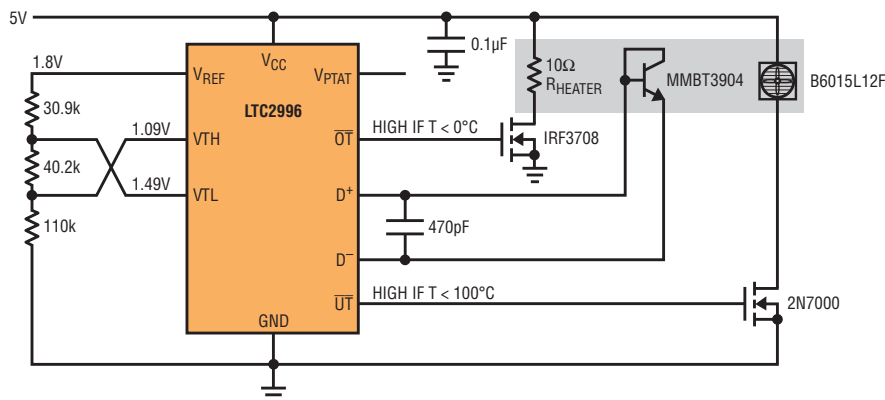 5V
1.8V
30.9k
1.09V
40.2k
1.49V
110k
VREF
VCC
VPTAT
LTC2996
VTH
OT
VTL
D+
D−
UT
GND
0.1µF
10Ω
RHEATER
MMBT3904
B6015L12F
HIGH IF T < 0°C
IRF3708
470pF
HIGH IF T < 100°C
2N7000